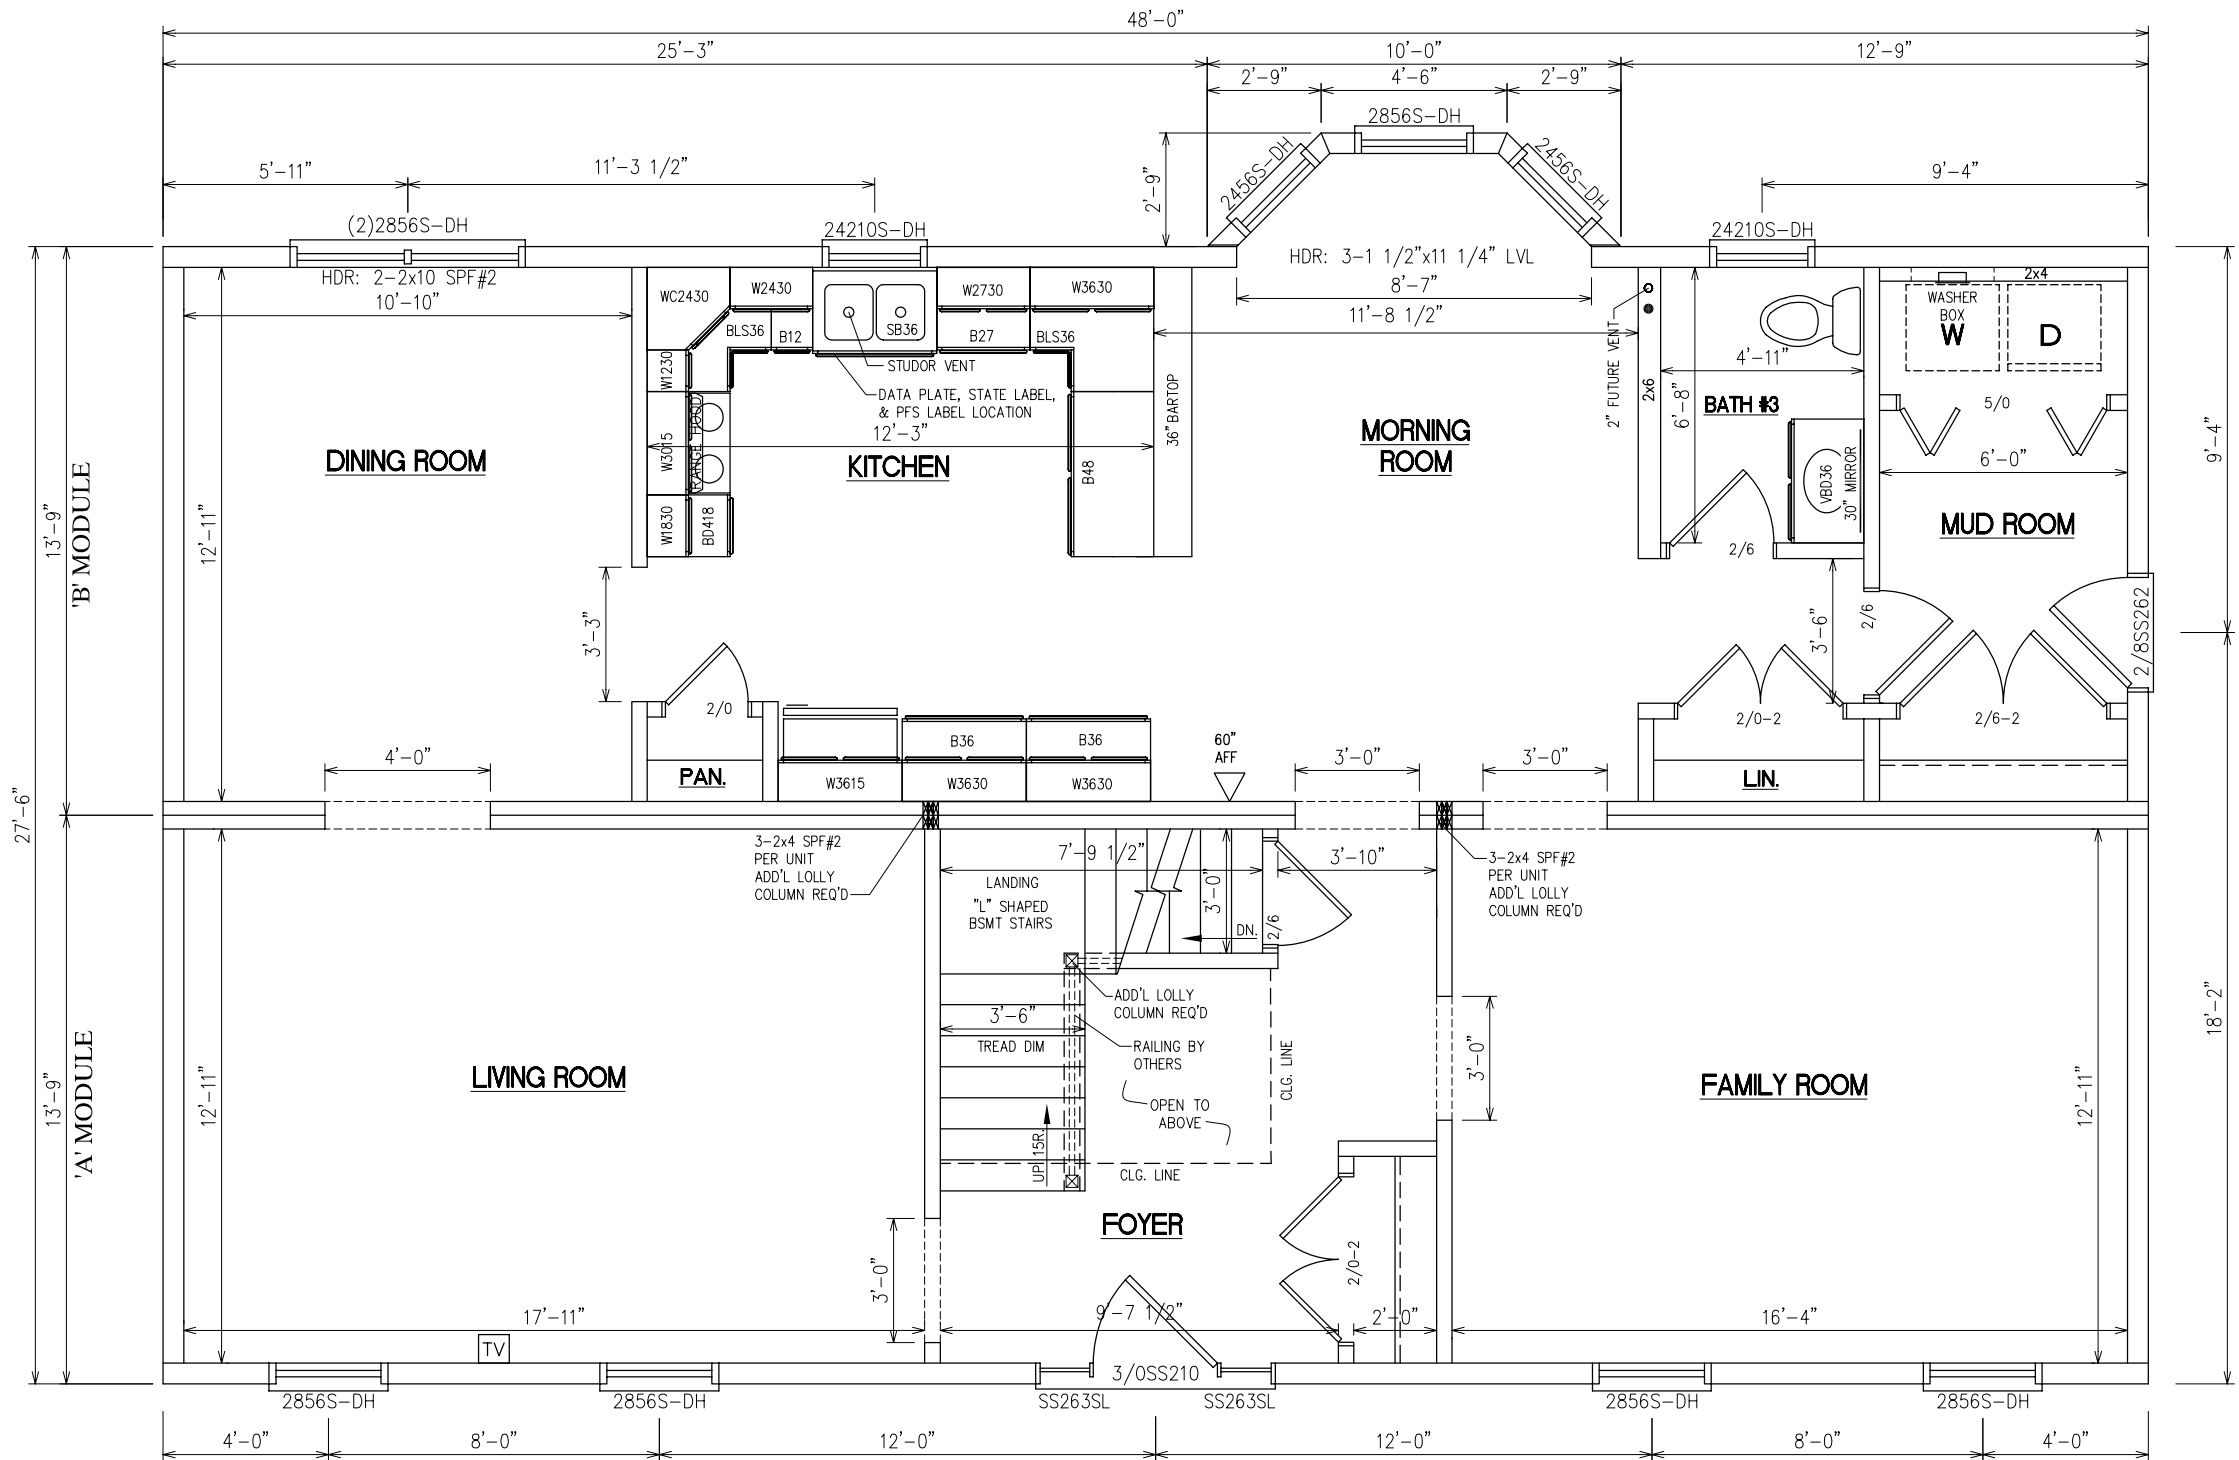 48'-0"
25'-3"
10'-0"
12'-9"
2'-9"
4'-6"
2'-9"
2856S-DH
5'-11"
11'-3 1/2"
2'-9"
2456S-DH
2456S-DH
9'-4"
(2)2856S-DH
24210S-DH
24210S-DH
HDR: 2-2x10 SPF#2
10'-10"
HDR: 3-1 1/2"x11 1/4" LVL
8'-7"
11'-8 1/2"
WC2430
W2430
W2730
W3630
BLS36
B12
SB36
B27
BLS36
STUDOR VENT
DATA PLATE, STATE LABEL,
& PFS LABEL LOCATION
12'-3"
W1230
W3015
RANGE HOOD
W1830
BD418
B48
36" BARTOP
2" FUTURE VENT
2x6
2x4
WASHER
BOX
W
D
4'-11"
6'-8"
BATH #3
VBD36
30" MIRROR
5/0
6'-0"
DINING ROOM
KITCHEN
MORNING
ROOM
MUD ROOM
9'-4"
12'-11"
13'-9"
'B' MODULE
2/6
2/6
2/8SS262
3'-3"
3'-6"
2/0
2/0-2
2/6-2
B36
B36
60"
AFF
4'-0"
PAN.
W3615
W3630
W3630
3'-0"
3'-0"
LIN.
27'-6"
3-2x4 SPF#2
PER UNIT
ADD'L LOLLY
COLUMN REQ'D
7'-9 1/2"
3'-10"
3-2x4 SPF#2
PER UNIT
ADD'L LOLLY
COLUMN REQ'D
LANDING
"L" SHAPED
BSMT STAIRS
3'-0"
DN.
2/6
ADD'L LOLLY
COLUMN REQ'D
3'-6"
TREAD DIM
RAILING BY
OTHERS
CLG. LINE
OPEN TO
ABOVE
CLG. LINE
UP 15R.
3'-0"
18'-2"
LIVING ROOM
FAMILY ROOM
12'-11"
12'-11"
13'-9"
'A' MODULE
FOYER
3'-0"
2/0-2
17'-11"
9'-7 1/2"
2'-0"
16'-4"
TV
3/0SS210
2856S-DH
2856S-DH
SS263SL
SS263SL
2856S-DH
2856S-DH
4'-0"
8'-0"
12'-0"
12'-0"
8'-0"
4'-0"